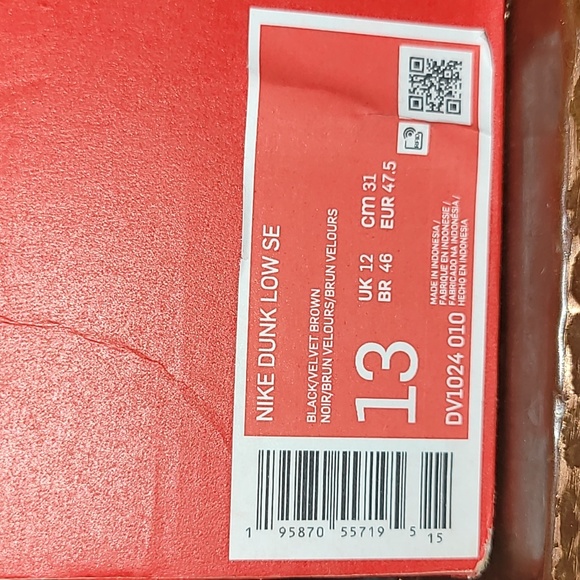 NIKE DUNK LOW SE
BLACK/VELVET BROWN
NOIR/BRUN VELOURS/BRUN VELOURS
13
UK 12
cm 31
BR 46
EUR 47.5
DV1024 010
MADE IN INDONESIA /
FABRIQUÉ EN INDONESIE /
FABRICADO NA INDONÉSIA /
HECHO EN INDONESIA
1 95870 55719 5
15